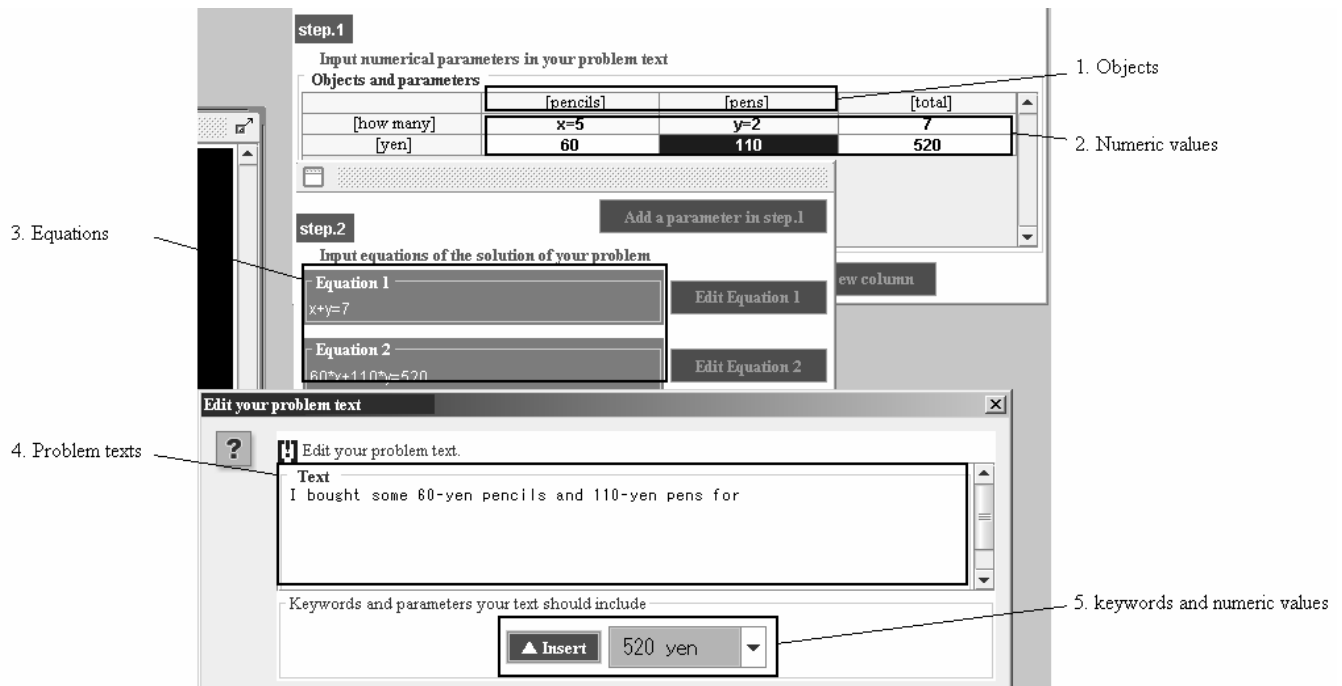 step.1
Input numerical parameters in your problem text
Objects and parameters
1. Objects
[pencils] [pens] [total]
[how many] x=5 y=2 7
[yen] 60 110 520
2. Numeric values
Add a parameter in step.1
step.2
3. Equations
Input equations of the solution of your problem
Equation 1
x+y=7
Edit Equation 1
ew column
Equation 2
60*x+110*y=520
Edit Equation 2
Edit your problem text
4. Problem texts
? [!] Edit your problem text.
Text
I bought some 60-yen pencils and 110-yen pens for
Keywords and parameters your text should include
5. keywords and numeric values
▲ Insert 520 yen